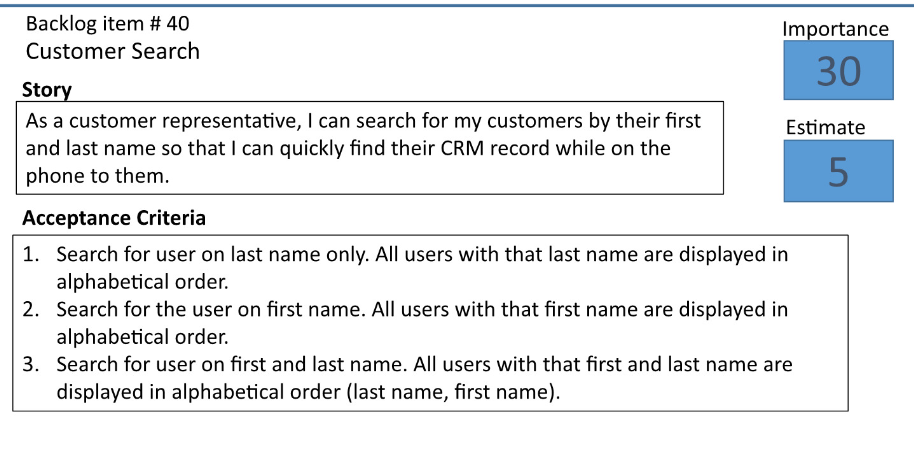 Backlog item # 40
Customer Search
Importance
30
Story
As a customer representative, I can search for my customers by their first
and last name so that I can quickly find their CRM record while on the
phone to them.
Estimate
5
Acceptance Criteria
1. Search for user on last name only. All users with that last name are displayed in
alphabetical order.
2. Search for the user on first name. All users with that first name are displayed in
alphabetical order.
3. Search for user on first and last name. All users with that first and last name are
displayed in alphabetical order (last name, first name).